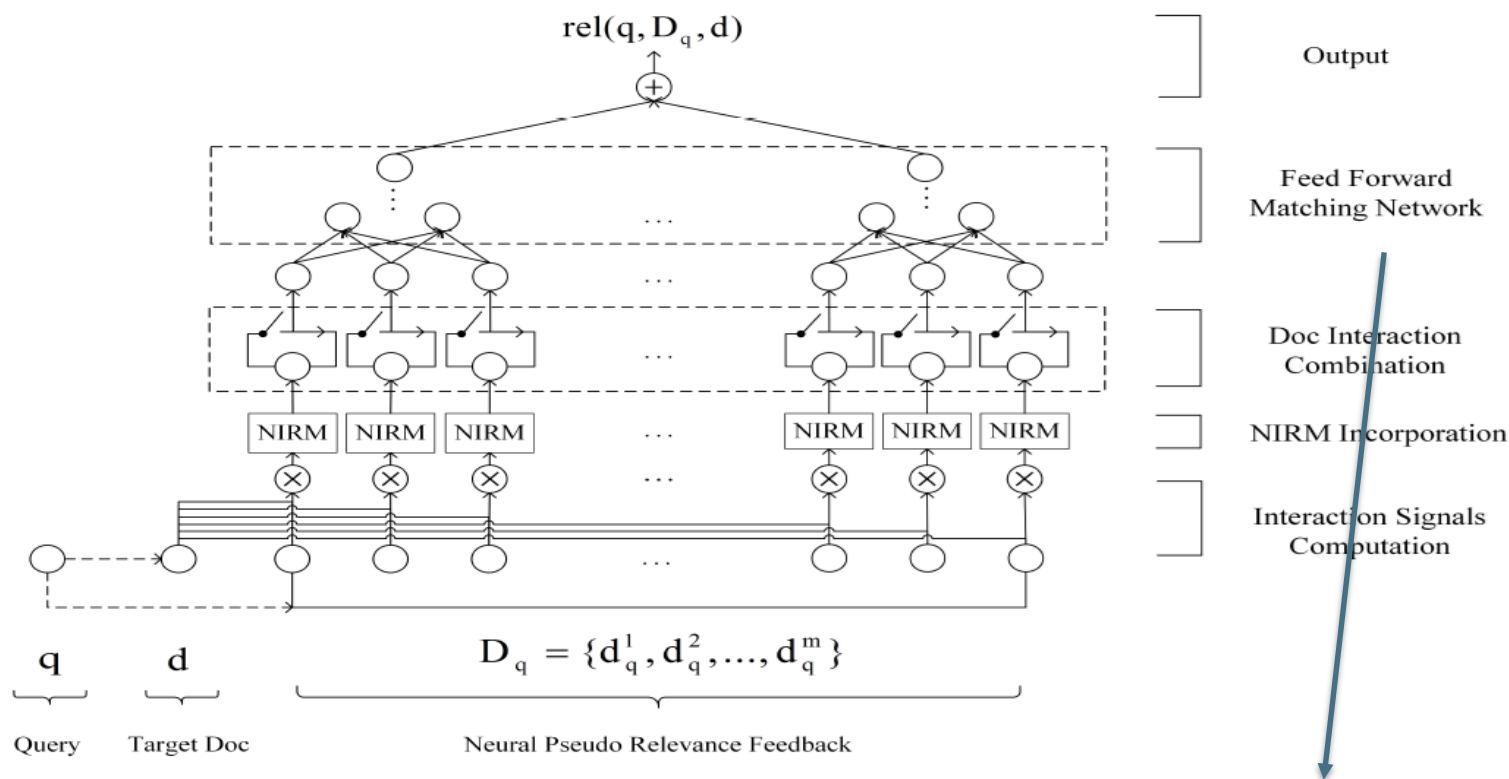 rel(q, D_q, d)
Output
Feed Forward
Matching Network
Doc Interaction
Combination
NIRM NIRM NIRM ... NIRM NIRM NIRM
NIRM Incorporation
Interaction Signals
Computation
q d D_q = {d_q^1, d_q^2, ..., d_q^m}
Query Target Doc Neural Pseudo Relevance Feedback